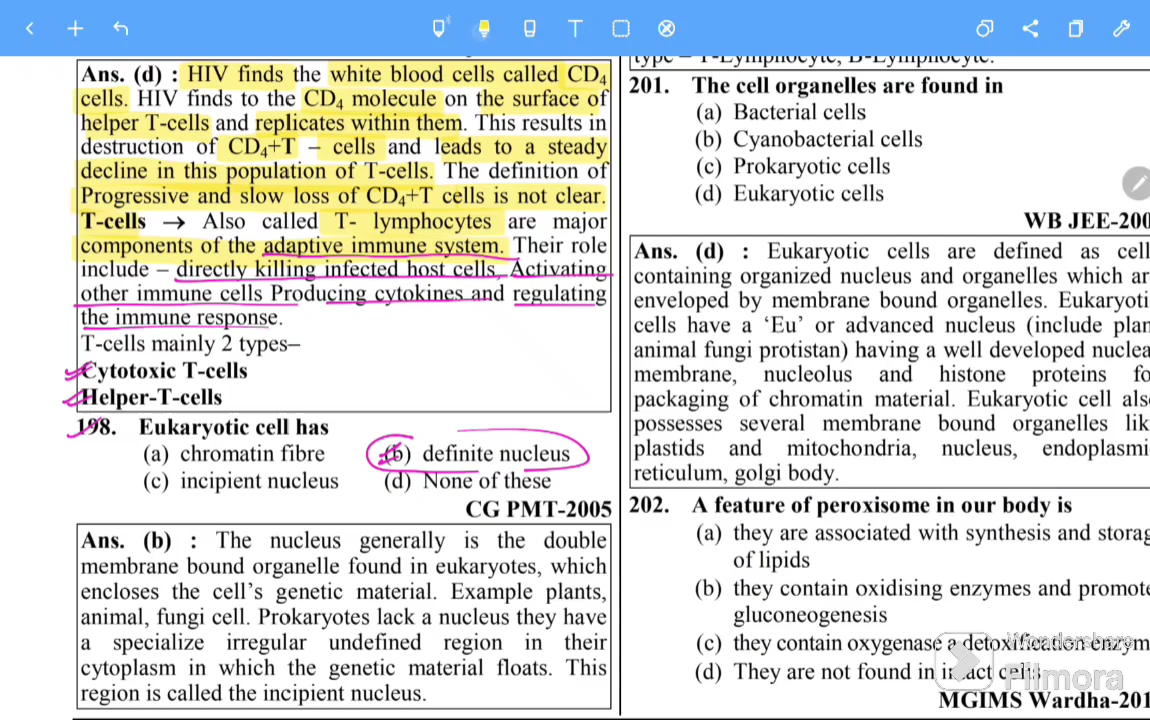 Ans. (d) : HIV finds the white blood cells called CD₄
cells. HIV finds to the CD₄ molecule on the surface of
helper T-cells and replicates within them. This results in
destruction of CD₄+T – cells and leads to a steady
decline in this population of T-cells. The definition of
Progressive and slow loss of CD₄+T cells is not clear.
T-cells → Also called T- lymphocytes are major
components of the adaptive immune system. Their role
include – directly killing infected host cells, Activating
other immune cells Producing cytokines and regulating
the immune response.
T-cells mainly 2 types–
Cytotoxic T-cells
Helper-T-cells
198. Eukaryotic cell has
(a) chromatin fibre (b) definite nucleus
(c) incipient nucleus (d) None of these
CG PMT-2005
Ans. (b) : The nucleus generally is the double
membrane bound organelle found in eukaryotes, which
encloses the cell's genetic material. Example plants,
animal, fungi cell. Prokaryotes lack a nucleus they have
a specialize irregular undefined region in their
cytoplasm in which the genetic material floats. This
region is called the incipient nucleus.
type – T-Lymphocyte, B-Lymphocyte.
201. The cell organelles are found in
(a) Bacterial cells
(b) Cyanobacterial cells
(c) Prokaryotic cells
(d) Eukaryotic cells
WB JEE-200
Ans. (d) : Eukaryotic cells are defined as cell
containing organized nucleus and organelles which ar
enveloped by membrane bound organelles. Eukaryoti
cells have a 'Eu' or advanced nucleus (include plan
animal fungi protistan) having a well developed nuclea
membrane, nucleolus and histone proteins fo
packaging of chromatin material. Eukaryotic cell als
possesses several membrane bound organelles lik
plastids and mitochondria, nucleus, endoplasmi
reticulum, golgi body.
202. A feature of peroxisome in our body is
(a) they are associated with synthesis and storag
of lipids
(b) they contain oxidising enzymes and promote
gluconeogenesis
(c) they contain oxygenase a detoxification enzym
(d) They are not found in intact cells
MGIMS Wardha-201
Wondershare
Filmora